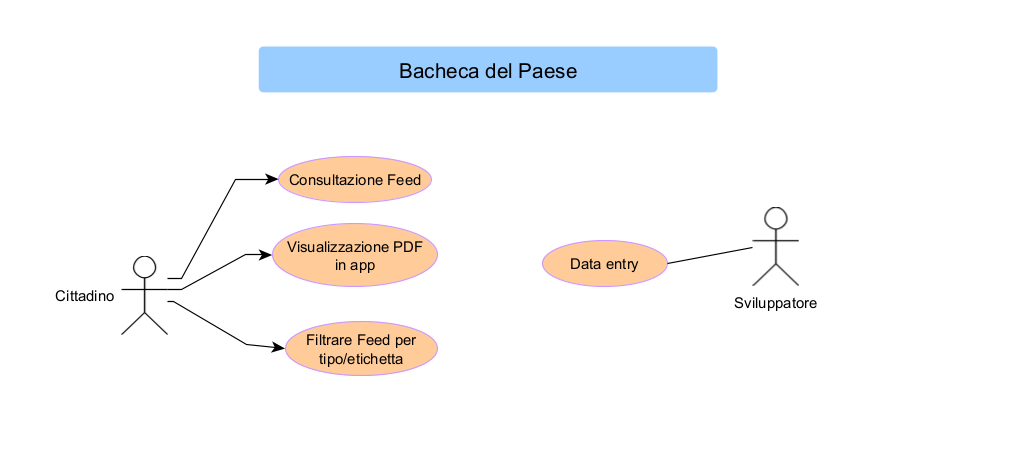 Bacheca del Paese
Consultazione Feed
Visualizzazione PDF
in app
Data entry
Cittadino
Sviluppatore
Filtrare Feed per
tipo/etichetta